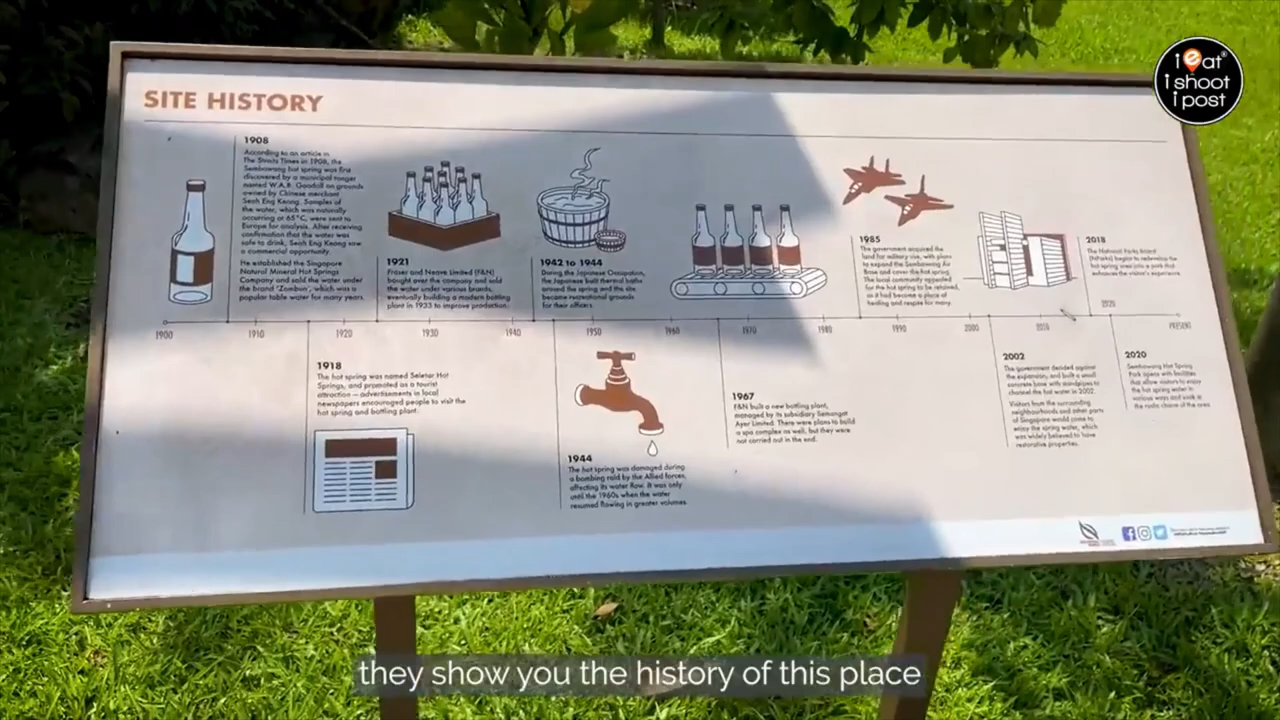 i eat
i shoot
i post
SITE HISTORY
1908
According to an article in
The Straits Times in 1908, the
Sembawang hot spring was first
discovered by a municipal ranger
named W.A.B. Goodall on grounds
owned by Chinese merchant
Seah Eng Keong. Samples of
the water, which was naturally
occurring at 65°C, were sent to
Europe for analysis. After receiving
confirmation that the water was
safe to drink, Seah Eng Keong saw
a commercial opportunity.
He established the Singapore
Natural Mineral Hot Springs
Company and sold the water under
the brand 'Zombun', which was a
popular table water for many years.
1921
Fraser and Neave Limited (F&N)
bought over the company and sold
the water under various brands,
eventually building a modern bottling
plant in 1933 to improve production.
1942 to 1944
During the Japanese Occupation,
the Japanese built thermal baths
around the spring and the site
became recreational grounds
for their officers.
1985
The government acquired the
land for military use, with plans
to expand the Sembawang Air
Base and cover the hot spring.
The local community appealed
for the hot spring to be retained,
as it had become a place of
healing and respite for many.
2018
The National Parks Board
(NParks) begins to redevelop the
hot spring area into a park that
enhances the visitor's experience.
1900
1910
1920
1930
1940
1950
1960
1970
1980
1990
2000
2010
2020
PRESENT
1918
The hot spring was named Seletar Hot
Springs, and promoted as a tourist
attraction — advertisements in local
newspapers encouraged people to visit the
hot spring and bottling plant.
1944
The hot spring was damaged during
a bombing raid by the Allied forces,
affecting its water flow. It was only
until the 1960s when the water
resumed flowing in greater volumes.
1967
F&N built a new bottling plant,
managed by its subsidiary Semangat
Ayer Limited. There were plans to build
a spa complex as well, but they were
not carried out in the end.
2002
The government decided against
the expansion, and built a small
concrete base with standpipes to
channel the hot water in 2002.
Visitors from the surrounding
neighbourhoods and other parts
of Singapore would come to
enjoy the spring water, which
was widely believed to have
restorative properties.
2020
Sembawang Hot Spring
Park opens with facilities
that allow visitors to enjoy
the hot spring water in
various ways and soak in
the rustic charm of the area.
they show you the history of this place